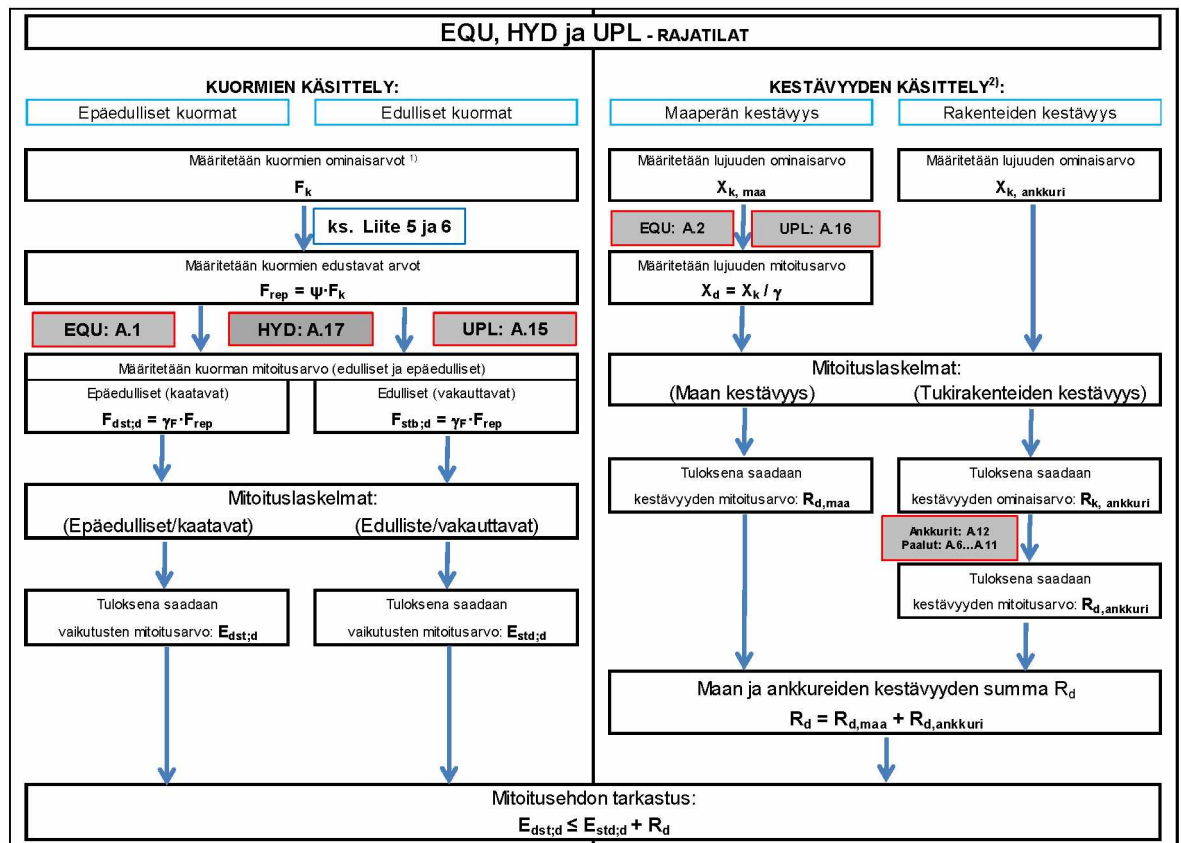 EQU, HYD ja UPL - RAJATILAT
KUORMIEN KÄSITTELY:
Epäedulliset kuormat
Edulliset kuormat
Määritetään kuormien ominaisarvot 1)
Fk
ks. Liite 5 ja 6
Määritetään kuormien edustavat arvot
Frep = ψ·Fk
EQU: A.1
HYD: A.17
UPL: A.15
Määritetään kuorman mitoitusarvo (edulliset ja epäedulliset)
Epäedulliset (kaatavat)
Fdst;d = γF·Frep
Edulliset (vakauttavat)
Fstb;d = γF·Frep
Mitoituslaskelmat:
(Epäedulliset/kaatavat)
(Edulliste/vakauttavat)
Tuloksena saadaan
vaikutusten mitoitusarvo: Edst;d
Tuloksena saadaan
vaikutusten mitoitusarvo: Estd;d
KESTÄVYYDEN KÄSITTELY2):
Maaperän kestävyys
Rakenteiden kestävyys
Määritetään lujuuden ominaisarvo
Xk, maa
Määritetään lujuuden ominaisarvo
Xk, ankkuri
EQU: A.2
UPL: A.16
Määritetään lujuuden mitoitusarvo
Xd = Xk / γ
Mitoituslaskelmat:
(Maan kestävyys)
(Tukirakenteiden kestävyys)
Tuloksena saadaan
kestävyyden mitoitusarvo: Rd,maa
Tuloksena saadaan
kestävyyden ominaisarvo: Rk, ankkuri
Ankkurit: A.12
Paalut: A.6...A.11
Tuloksena saadaan
kestävyyden mitoitusarvo: Rd,ankkuri
Maan ja ankkureiden kestävyyden summa Rd
Rd = Rd,maa + Rd,ankkuri
Mitoitusehdon tarkastus:
Edst;d ≤ Estd;d + Rd